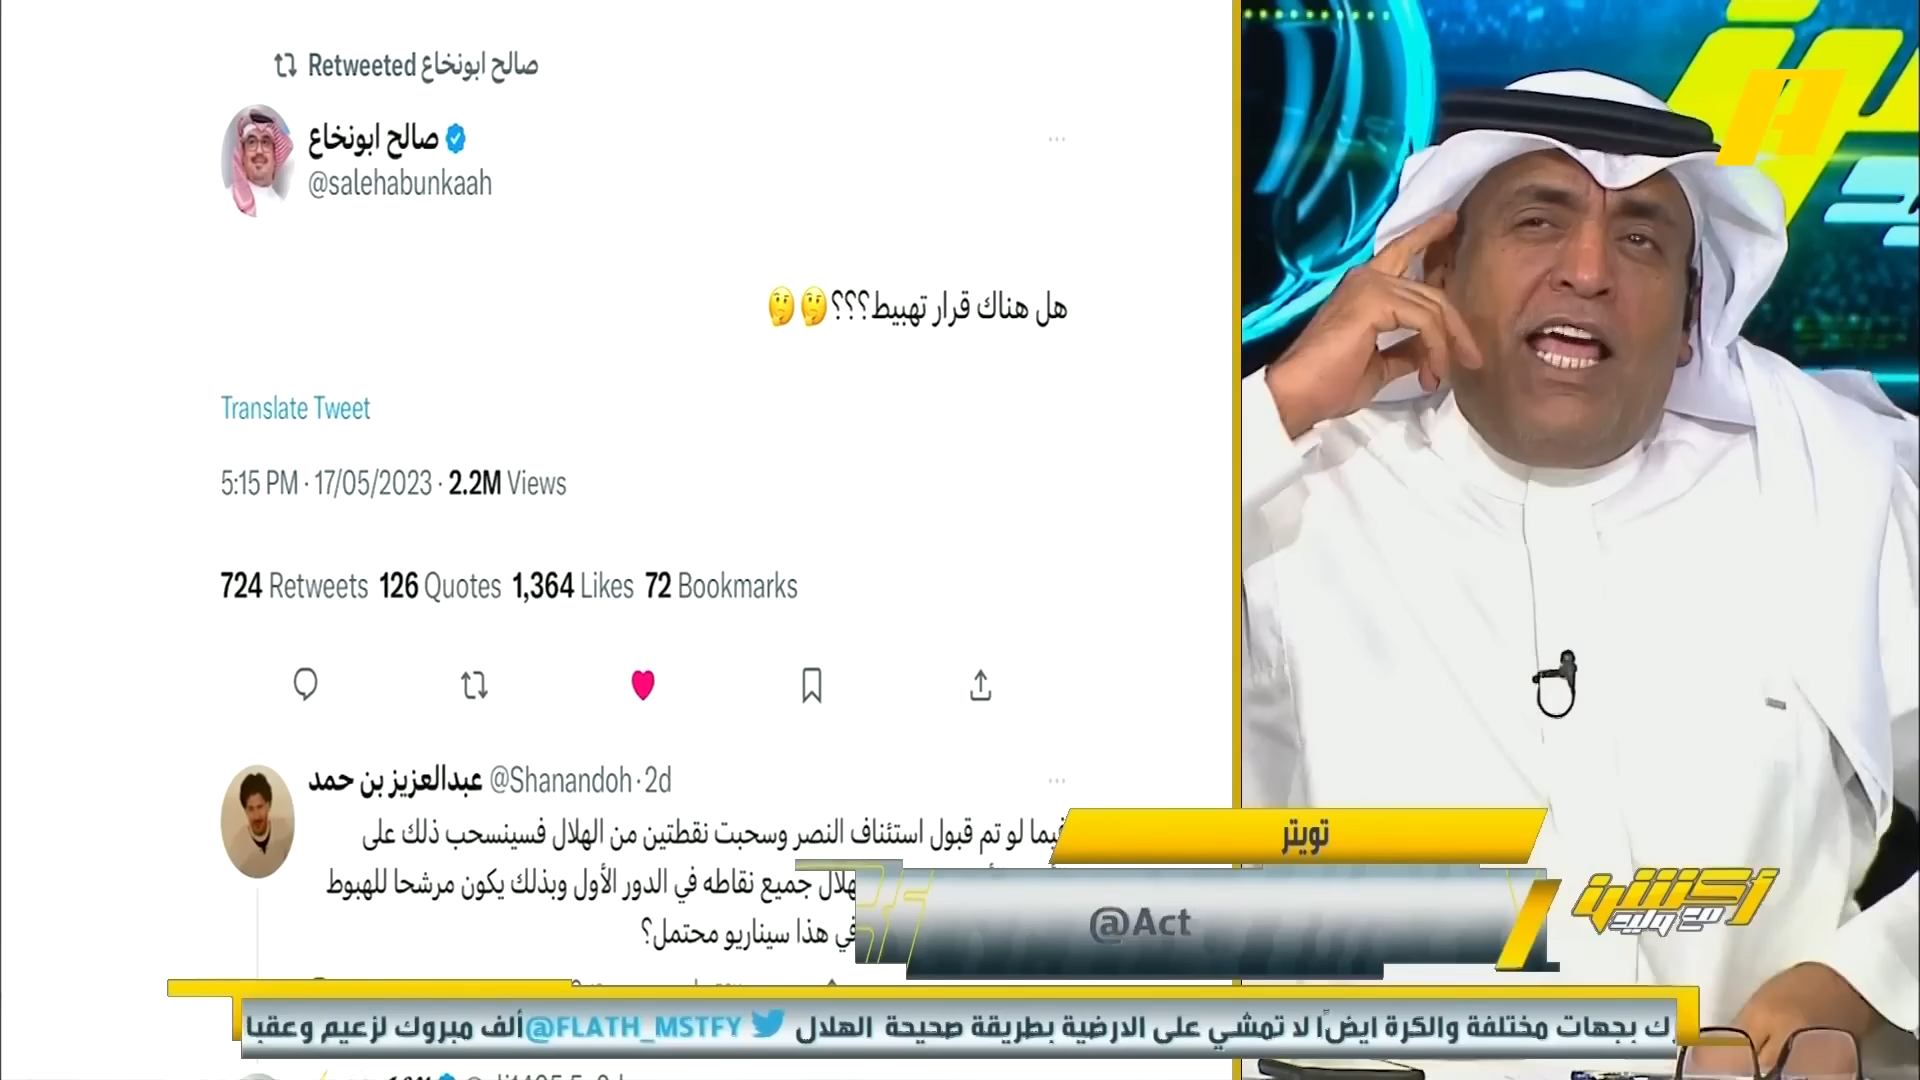 صالح ابونخاع Retweeted
صالح ابونخاع
@salehabunkaah
هل هناك قرار تهبيط؟؟؟🤔🤔
Translate Tweet
5:15 PM · 17/05/2023 · 2.2M Views
724 Retweets 126 Quotes 1,364 Likes 72 Bookmarks
عبدالعزيز بن حمد @Shanandoh · 2d
فيما لو تم قبول استئناف النصر وسحبت نقطتين من الهلال فسينسحب ذلك على
جميع نقاطه في الدور الأول وبذلك يكون مرشحا للهبوط
في هذا سيناريو محتمل؟
تويتر
@Act
أكشن مع وليد
بجهات مختلفة والكرة ايضًا لا تمشي على الارضية بطريقة صحيحة الهلال @FLATH_MSTFY ألف مبروك لزعيم وعقبا